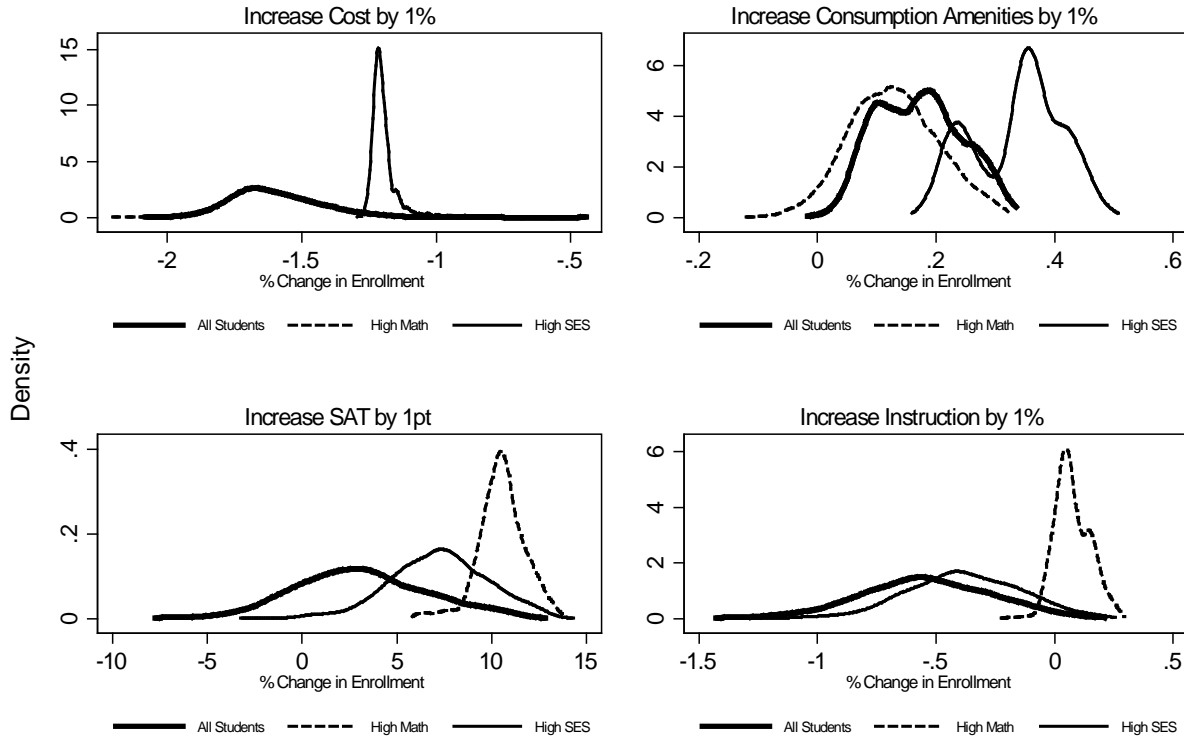 Increase Cost by 1%
15
10
5
0
-2 -1.5 -1 -.5
% Change in Enrollment
All Students High Math High SES
Increase Consumption Amenities by 1%
6
4
2
0
-.2 0 .2 .4 .6
% Change in Enrollment
All Students High Math High SES
Density
Increase SAT by 1pt
.4
.2
0
-10 -5 0 5 10 15
% Change in Enrollment
All Students High Math High SES
Increase Instruction by 1%
6
4
2
0
-1.5 -1 -.5 0 .5
% Change in Enrollment
All Students High Math High SES